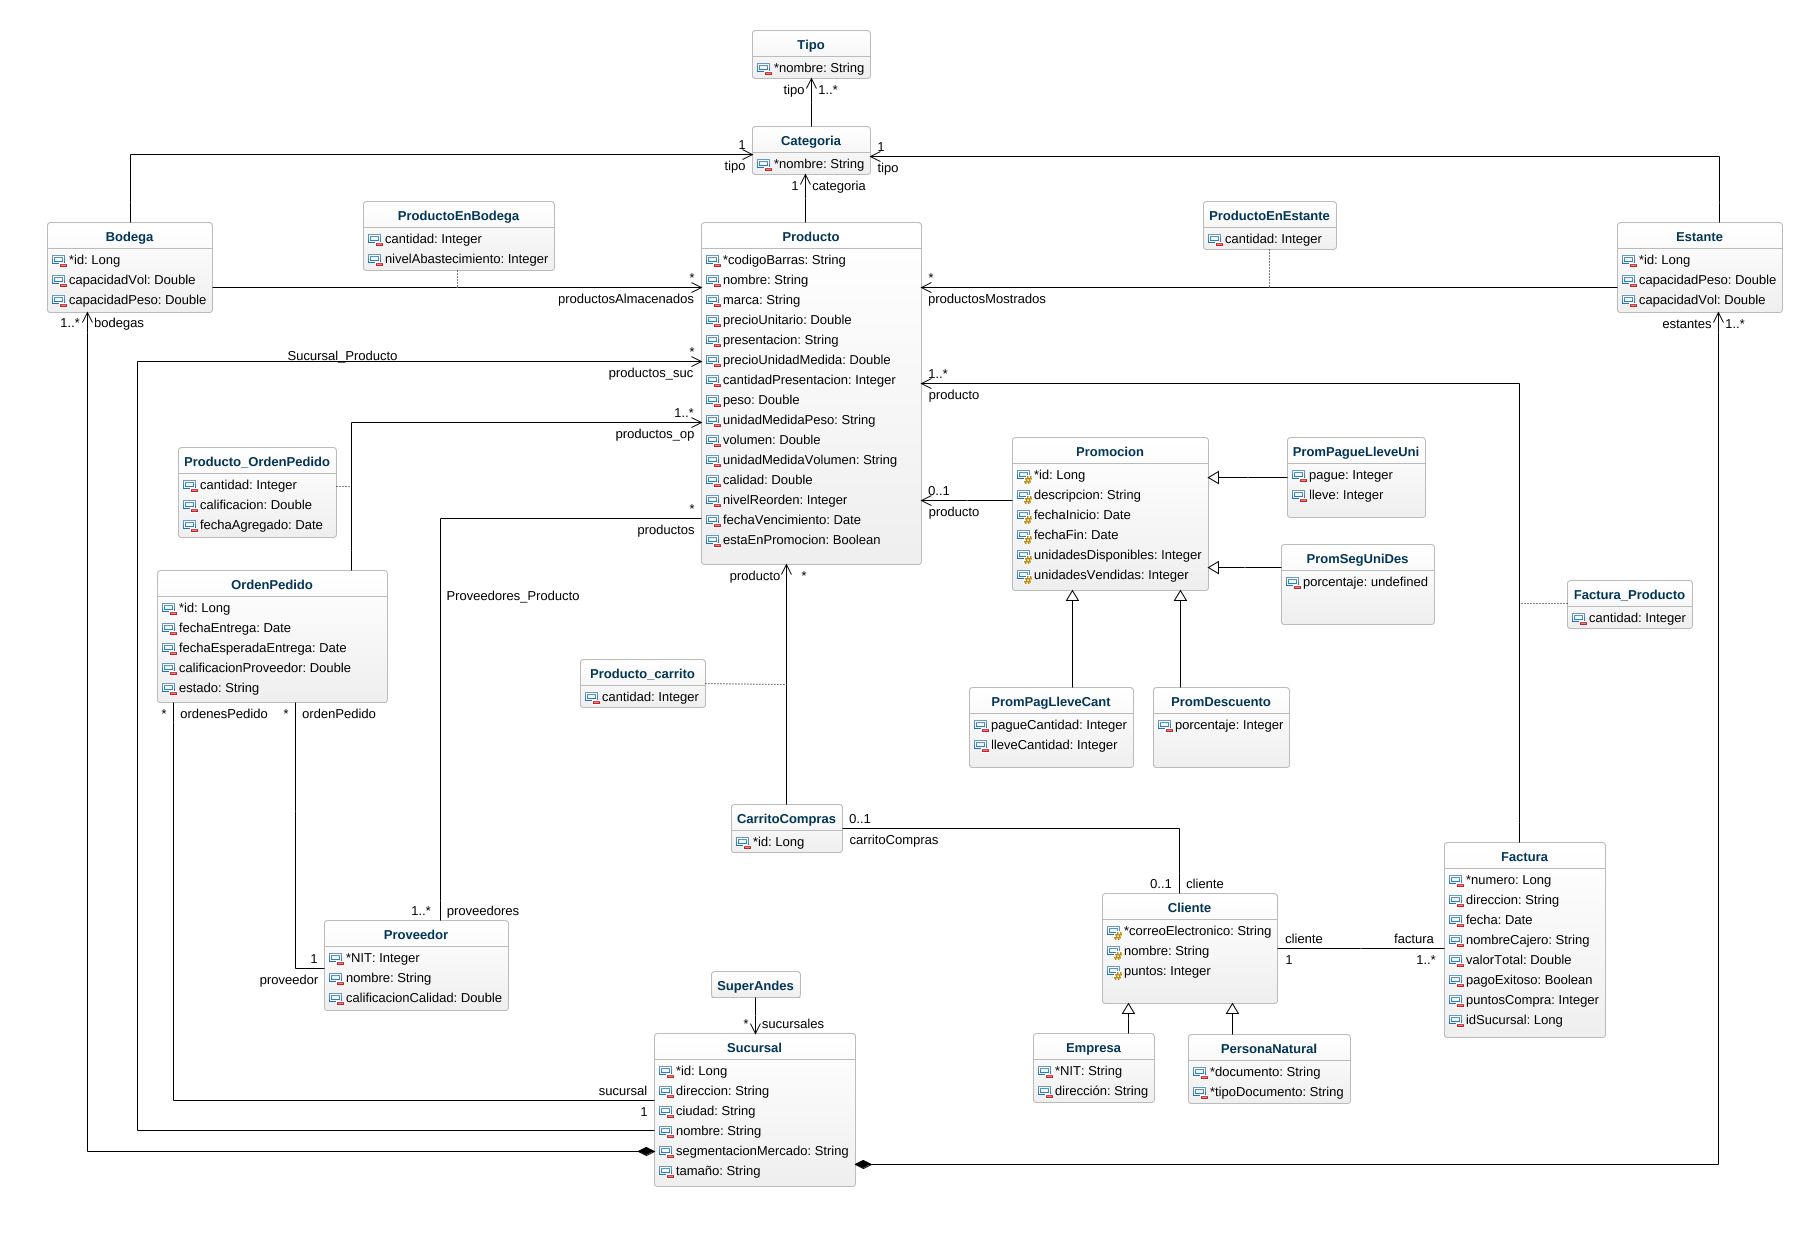 Tipo
*nombre: String
tipo
1..*
Categoria
*nombre: String
1
tipo
1
tipo
1
categoria
Bodega
*id: Long
capacidadVol: Double
capacidadPeso: Double
1..*
bodegas
ProductoEnBodega
cantidad: Integer
nivelAbastecimiento: Integer
*
productosAlmacenados
Producto
*codigoBarras: String
nombre: String
marca: String
precioUnitario: Double
presentacion: String
precioUnidadMedida: Double
cantidadPresentacion: Integer
peso: Double
unidadMedidaPeso: String
volumen: Double
unidadMedidaVolumen: String
calidad: Double
nivelReorden: Integer
fechaVencimiento: Date
estaEnPromocion: Boolean
ProductoEnEstante
cantidad: Integer
*
productosMostrados
Estante
*id: Long
capacidadPeso: Double
capacidadVol: Double
estantes
1..*
Sucursal_Producto
*
productos_suc
1..*
producto
1..*
productos_op
Producto_OrdenPedido
cantidad: Integer
calificacion: Double
fechaAgregado: Date
0..1
producto
Promocion
*id: Long
descripcion: String
fechaInicio: Date
fechaFin: Date
unidadesDisponibles: Integer
unidadesVendidas: Integer
PromPagueLleveUni
pague: Integer
lleve: Integer
PromSegUniDes
porcentaje: undefined
*
productos
Proveedores_Producto
producto
*
OrdenPedido
*id: Long
fechaEntrega: Date
fechaEsperadaEntrega: Date
calificacionProveedor: Double
estado: String
*
ordenesPedido
*
ordenPedido
Factura_Producto
cantidad: Integer
Producto_carrito
cantidad: Integer
PromPagLleveCant
pagueCantidad: Integer
lleveCantidad: Integer
PromDescuento
porcentaje: Integer
CarritoCompras
*id: Long
0..1
carritoCompras
0..1
cliente
Cliente
*correoElectronico: String
nombre: String
puntos: Integer
cliente
1
factura
1..*
Factura
*numero: Long
direccion: String
fecha: Date
nombreCajero: String
valorTotal: Double
pagoExitoso: Boolean
puntosCompra: Integer
idSucursal: Long
1..*
proveedores
Proveedor
*NIT: Integer
nombre: String
calificacionCalidad: Double
1
proveedor
SuperAndes
*
sucursales
Sucursal
*id: Long
direccion: String
ciudad: String
nombre: String
segmentacionMercado: String
tamaño: String
sucursal
1
Empresa
*NIT: String
dirección: String
PersonaNatural
*documento: String
*tipoDocumento: String